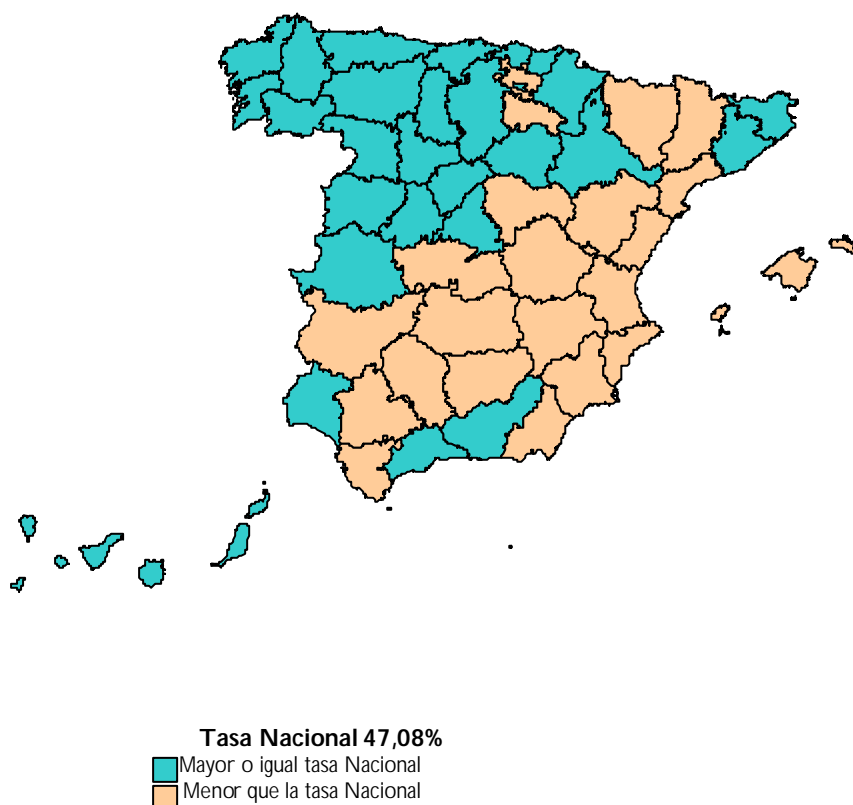 Tasa Nacional 47,08%
Mayor o igual tasa Nacional
Menor que la tasa Nacional